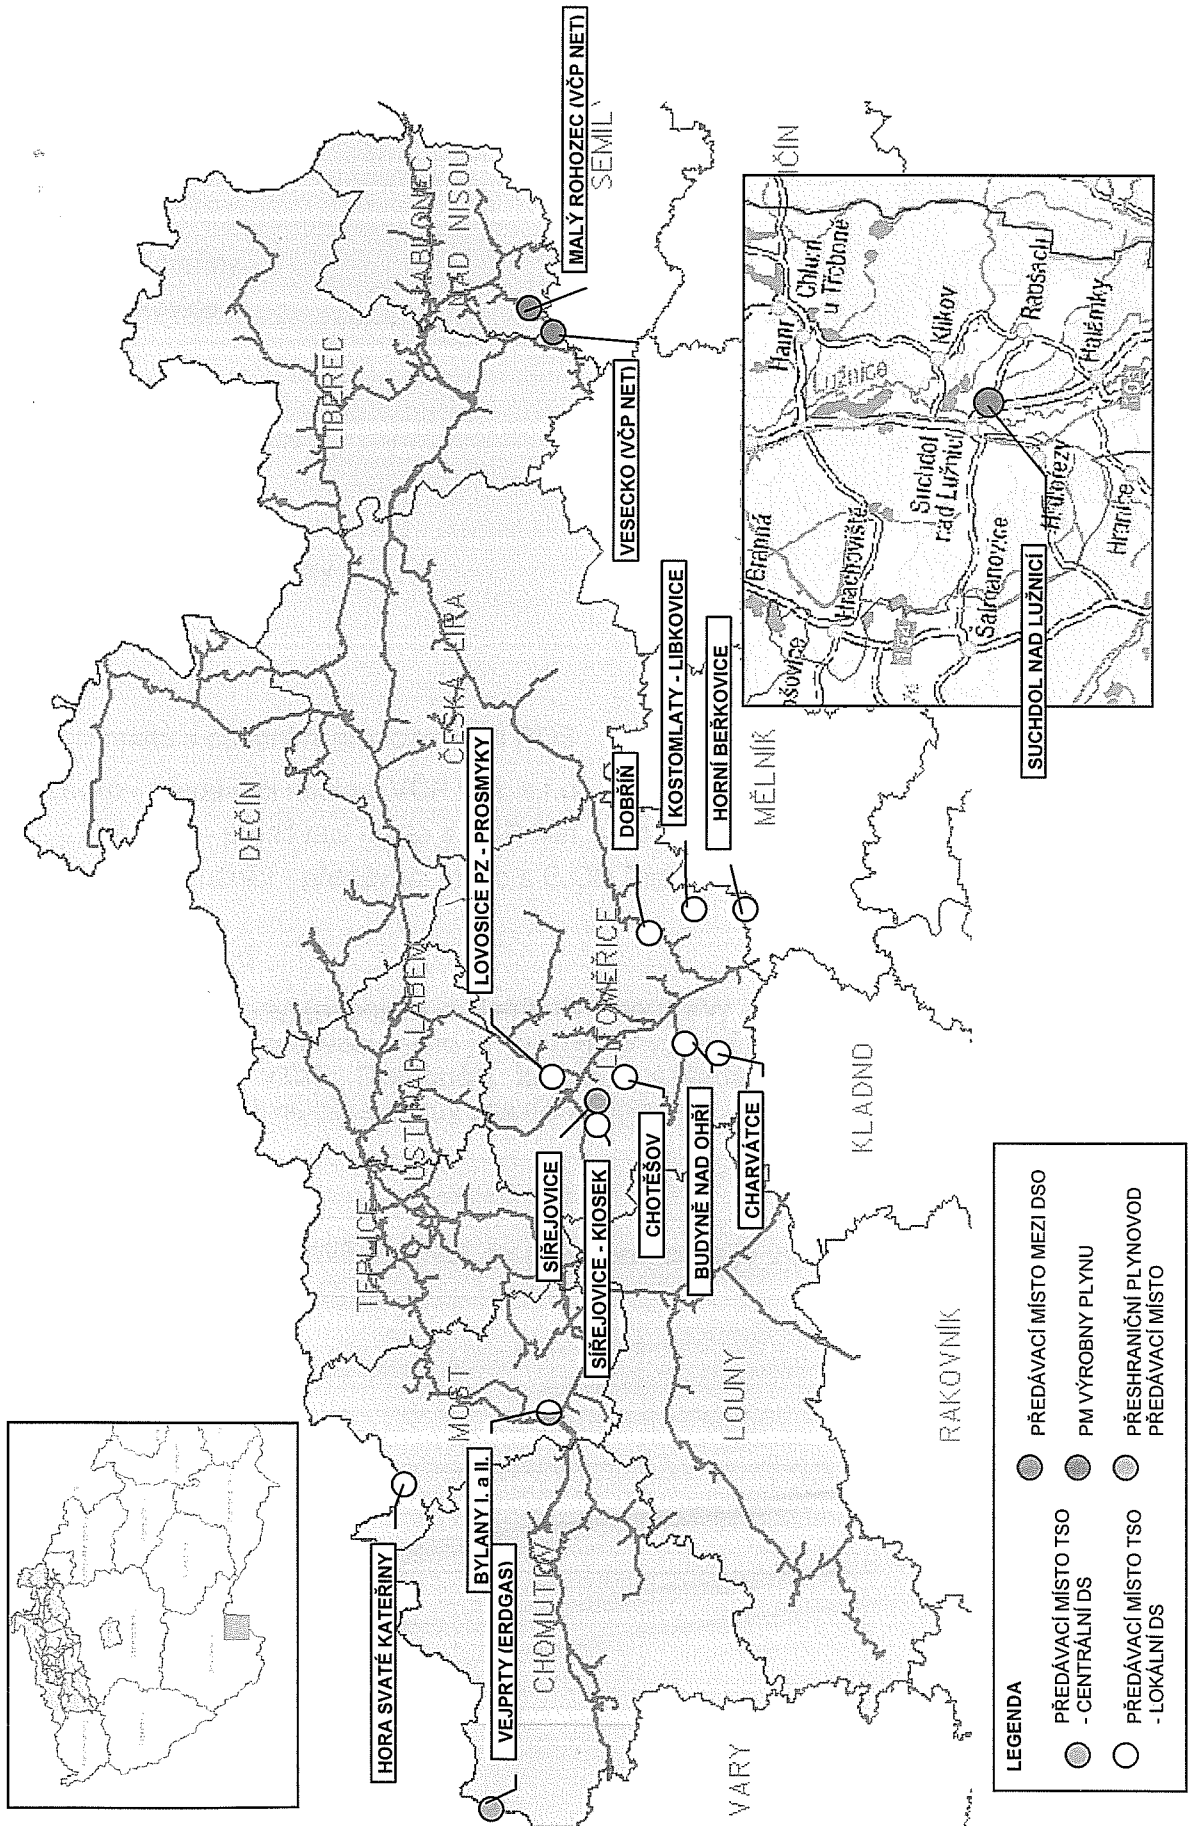 MALÝ ROHOZEC (VČP NET)
VESECKO (VČP NET)
SEMIL
JABLONEC
NAD NISOU
LIBEREC
ČESKÁ LÍPA
DĚČÍN
LOVOSICE PZ - PROSMYKY
DOBŘÍŇ
KOSTOMLATY - LIBKOVICE
HORNÍ BEŘKOVICE
MĚLNÍK
LITOMĚŘICE
ÚSTÍ NAD LABEM
TEPLICE
MOST
CHOMUTOV
LOUNY
SÍŘEJOVICE
SÍŘEJOVICE - KIOSEK
CHOTĚŠOV
BUDYNĚ NAD OHŘÍ
CHARVÁTCE
KLADNO
RAKOVNÍK
VARY
HORA SVATÉ KATEŘINY
BYLANY I. a II.
VEJPRTY (ERDGAS)
IČÍN
Hamr
Chlum
u Třeboně
Lužnice
Klikov
Rapšach
Halámky
Suchdol
nad Lužnicí
Hrachoviště
Šalmanovice
Hranice
SUCHDOL NAD LUŽNICÍ
LEGENDA
PŘEDÁVACÍ MÍSTO TSO
- CENTRÁLNÍ DS
PŘEDÁVACÍ MÍSTO TSO
- LOKÁLNÍ DS
PŘEDÁVACÍ MÍSTO MEZI DSO
PM VÝROBNY PLYNU
PŘESHRANIČNÍ PLYNOVOD
PŘEDÁVACÍ MÍSTO